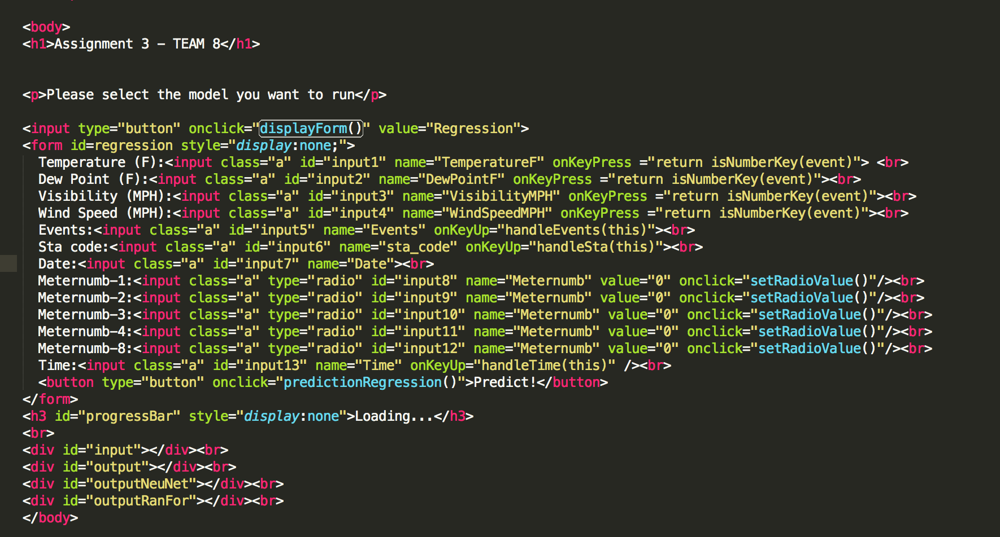 <body>
<h1>Assignment 3 – TEAM 8</h1>
<p>Please select the model you want to run</p>
<input type="button" onclick="displayForm()" value="Regression">
<form id=regression style="display:none;">
Temperature (F):<input class="a" id="input1" name="TemperatureF" onKeyPress ="return isNumberKey(event)"> <br>
Dew Point (F):<input class="a" id="input2" name="DewPointF" onKeyPress ="return isNumberKey(event)"><br>
Visibility (MPH):<input class="a" id="input3" name="VisibilityMPH" onKeyPress ="return isNumberKey(event)"><br>
Wind Speed (MPH):<input class="a" id="input4" name="WindSpeedMPH" onKeyPress ="return isNumberKey(event)"><br>
Events:<input class="a" id="input5" name="Events" onKeyUp="handleEvents(this)"><br>
Sta code:<input class="a" id="input6" name="sta_code" onKeyUp="handleSta(this)"><br>
Date:<input class="a" id="input7" name="Date"><br>
Meternumb-1:<input class="a" type="radio" id="input8" name="Meternumb" value="0" onclick="setRadioValue()"/><br>
Meternumb-2:<input class="a" type="radio" id="input9" name="Meternumb" value="0" onclick="setRadioValue()"/><br>
Meternumb-3:<input class="a" type="radio" id="input10" name="Meternumb" value="0" onclick="setRadioValue()"/><br>
Meternumb-4:<input class="a" type="radio" id="input11" name="Meternumb" value="0" onclick="setRadioValue()"/><br>
Meternumb-8:<input class="a" type="radio" id="input12" name="Meternumb" value="0" onclick="setRadioValue()"/><br>
Time:<input class="a" id="input13" name="Time" onKeyUp="handleTime(this)" /><br>
<button type="button" onclick="predictionRegression()">Predict!</button>
</form>
<h3 id="progressBar" style="display:none">Loading...</h3>
<br>
<div id="input"></div><br>
<div id="output"></div><br>
<div id="outputNeuNet"></div><br>
<div id="outputRanFor"></div><br>
</body>